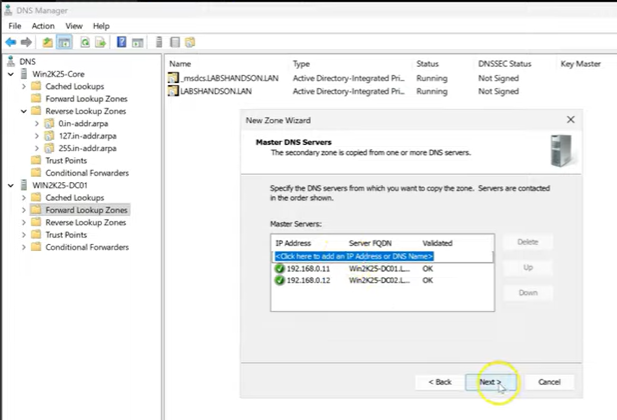 DNS Manager
File Action View Help
DNS
Win2K25-Core
Cached Lookups
Forward Lookup Zones
Reverse Lookup Zones
0.in-addr.arpa
127.in-addr.arpa
255.in-addr.arpa
Trust Points
Conditional Forwarders
WIN2K25-DC01
Cached Lookups
Forward Lookup Zones
Reverse Lookup Zones
Trust Points
Conditional Forwarders
Name Type Status DNSSEC Status Key Master
_msdcs.LABSHANDSON.LAN Active Directory-Integrated Pri... Running Not Signed
LABSHANDSON.LAN Active Directory-Integrated Pri... Running Not Signed
New Zone Wizard
Master DNS Servers
The secondary zone is copied from one or more DNS servers.
Specify the DNS servers from which you want to copy the zone. Servers are contacted
in the order shown.
Master Servers:
IP Address Server FQDN Validated
<Click here to add an IP Address or DNS Name>
192.168.0.11 Win2K25-DC01.L... OK
192.168.0.12 Win2K25-DC02.L... OK
Delete
Up
Down
< Back Next > Cancel